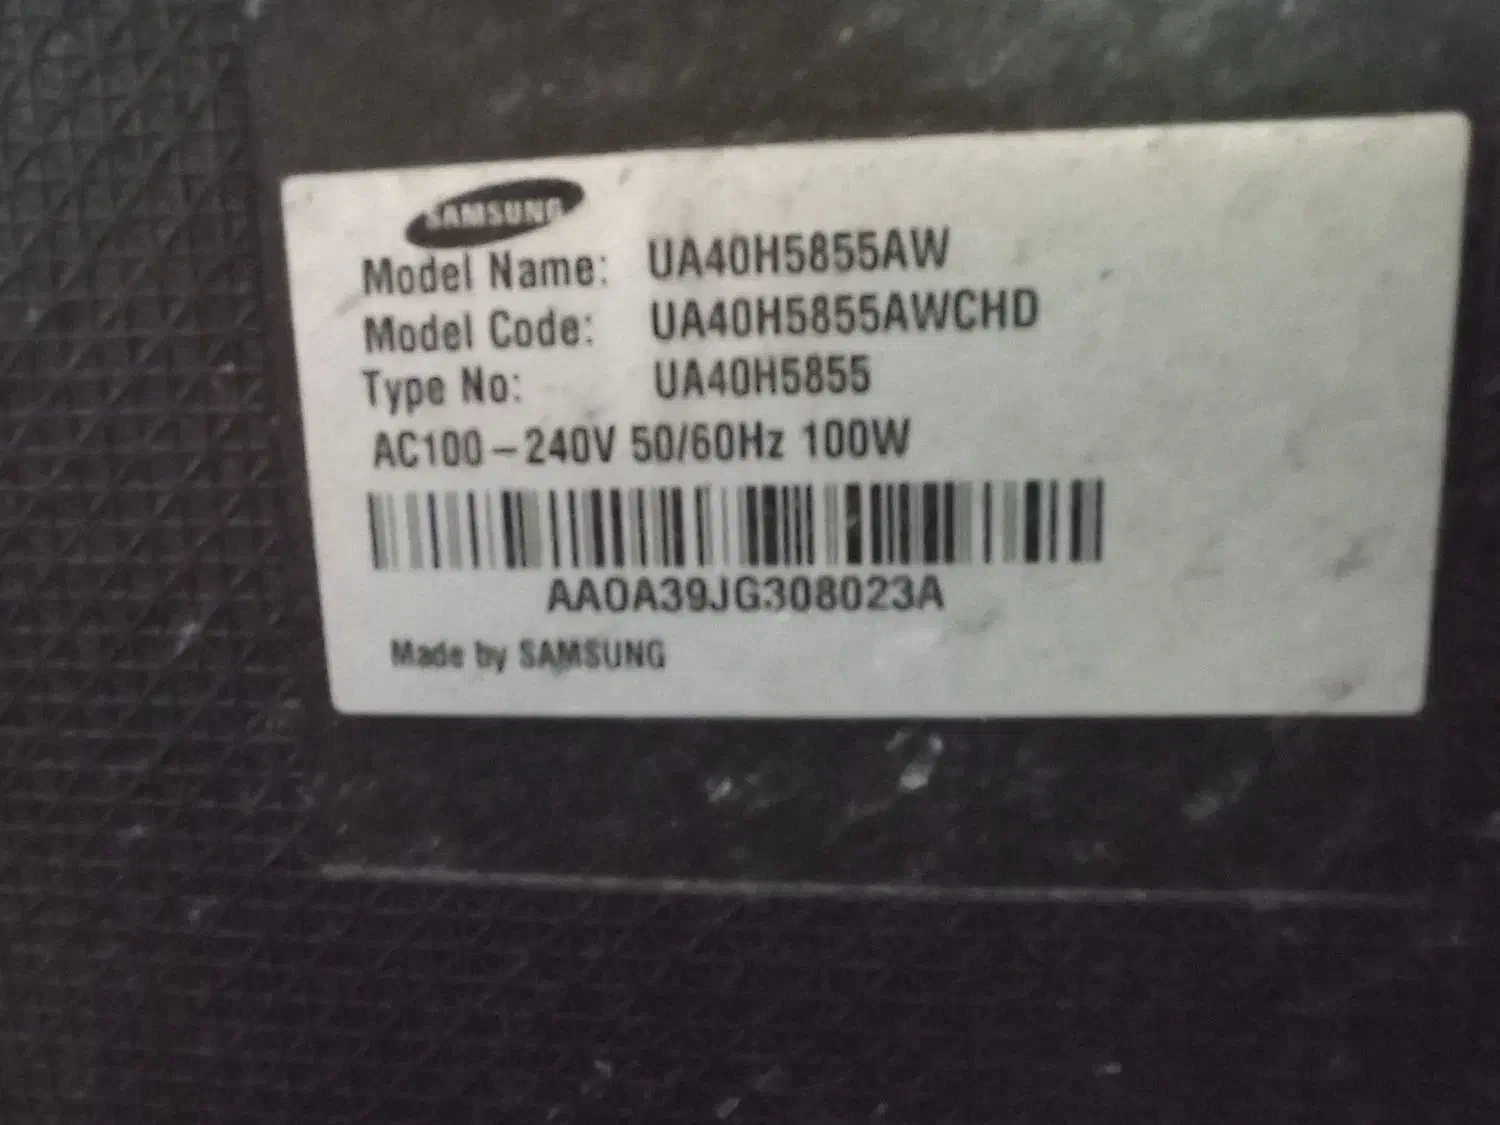 SAMSUNG
Model Name: UA40H5855AW
Model Code: UA40H5855AWCHD
Type No: UA40H5855
AC100-240V 50/60Hz 100W
AA0A39JG308023A
Made by SAMSUNG